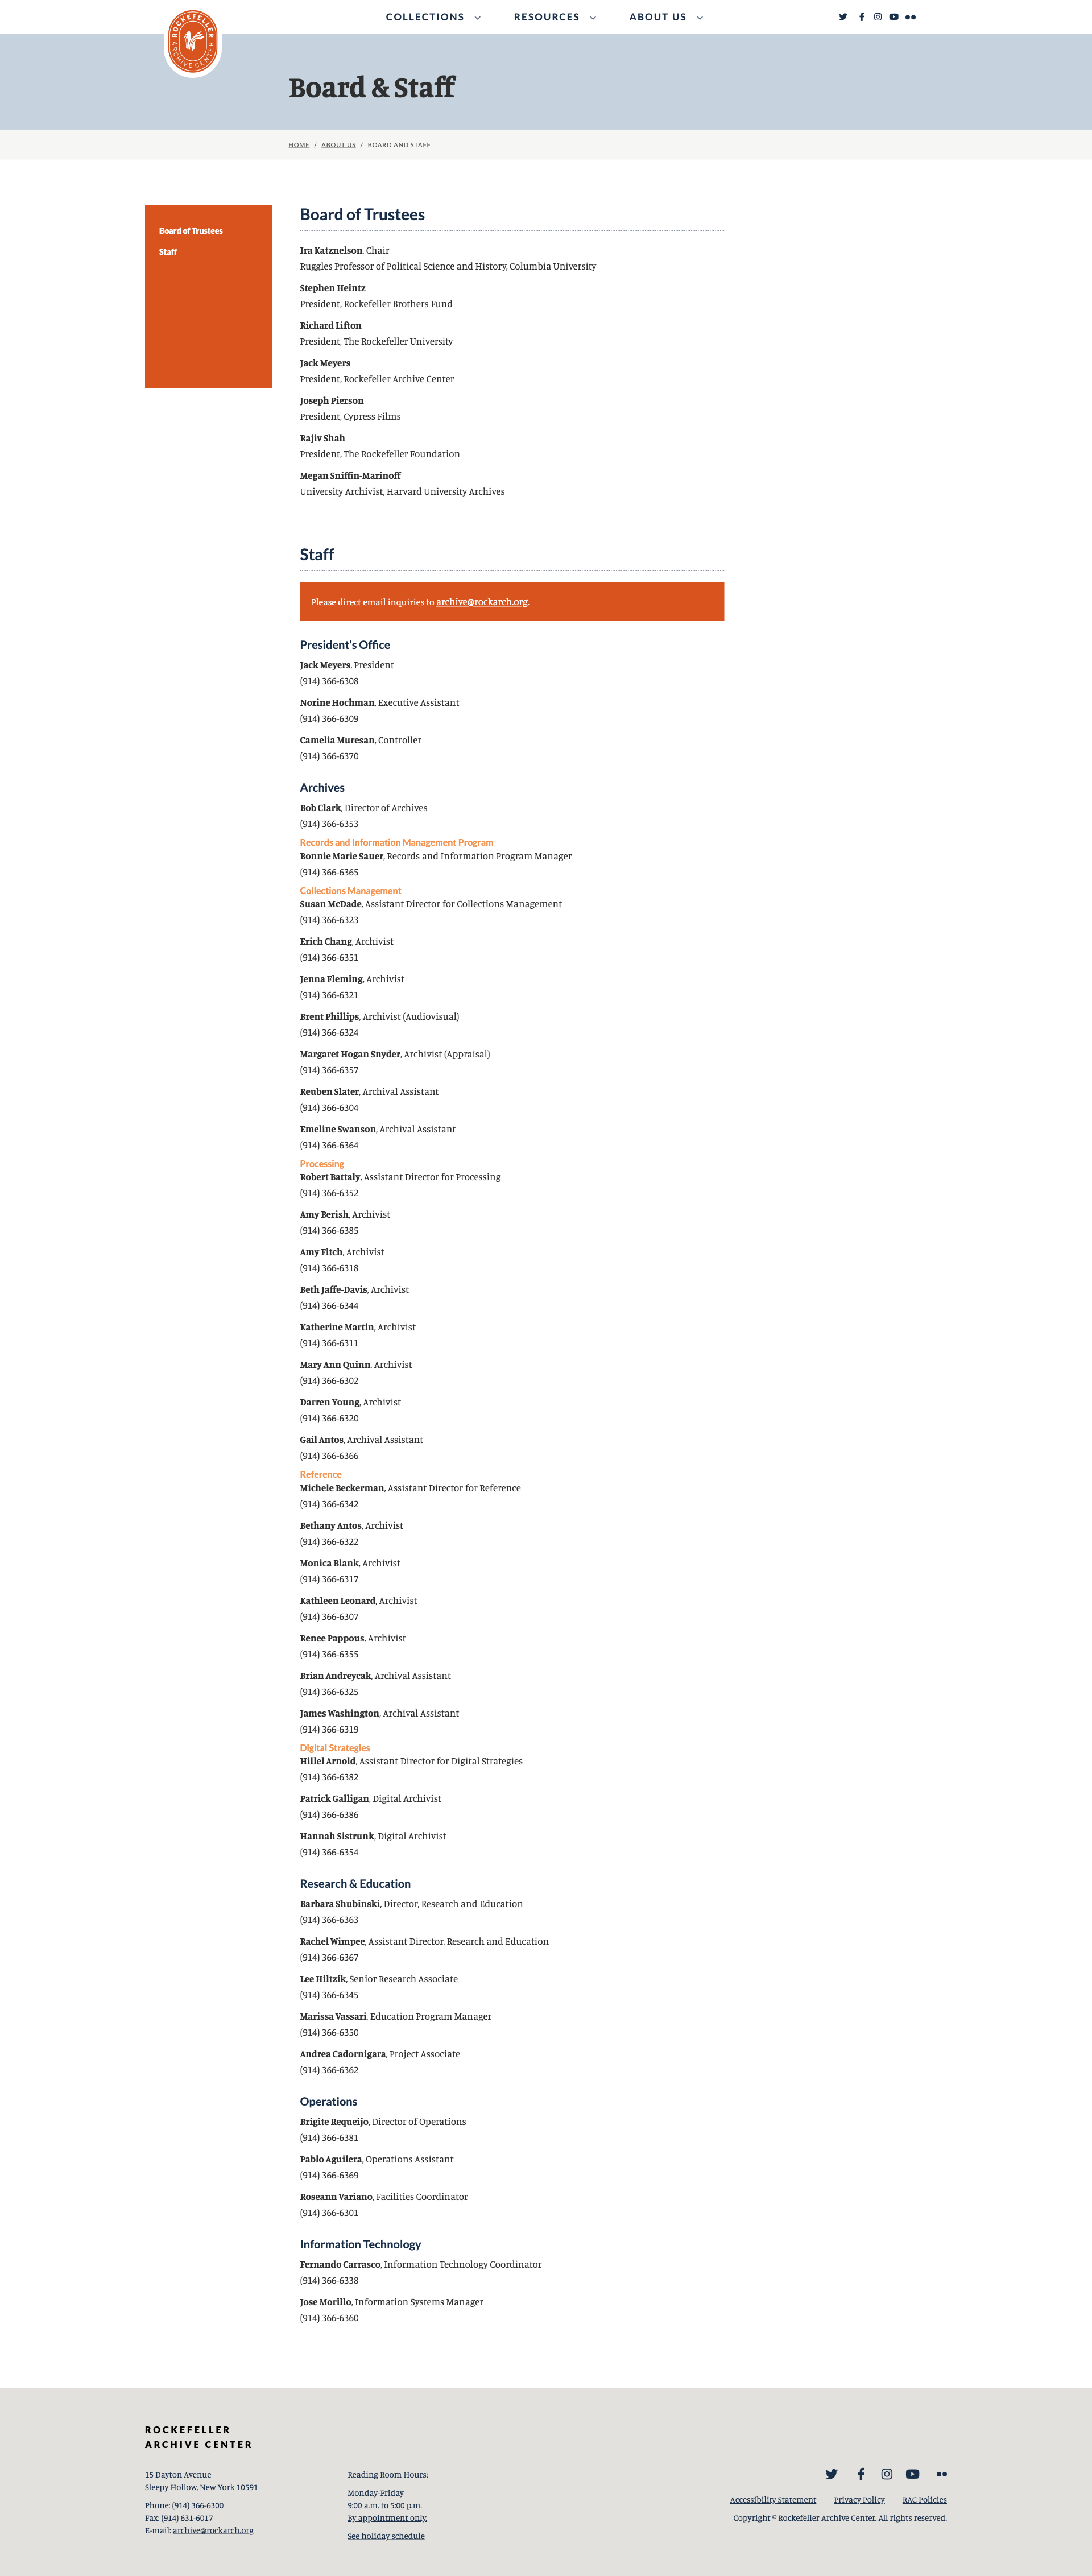 ROCKEFELLER
ARCHIVE CENTER
COLLECTIONS
RESOURCES
ABOUT US
Board & Staff
HOME / ABOUT US / BOARD AND STAFF
Board of Trustees
Staff
Board of Trustees
Ira Katznelson, Chair
Ruggles Professor of Political Science and History, Columbia University
Stephen Heintz
President, Rockefeller Brothers Fund
Richard Lifton
President, The Rockefeller University
Jack Meyers
President, Rockefeller Archive Center
Joseph Pierson
President, Cypress Films
Rajiv Shah
President, The Rockefeller Foundation
Megan Sniffin-Marinoff
University Archivist, Harvard University Archives
Staff
Please direct email inquiries to archive@rockarch.org.
President's Office
Jack Meyers, President
(914) 366-6308
Norine Hochman, Executive Assistant
(914) 366-6309
Camelia Muresan, Controller
(914) 366-6370
Archives
Bob Clark, Director of Archives
(914) 366-6353
Records and Information Management Program
Bonnie Marie Sauer, Records and Information Program Manager
(914) 366-6365
Collections Management
Susan McDade, Assistant Director for Collections Management
(914) 366-6323
Erich Chang, Archivist
(914) 366-6351
Jenna Fleming, Archivist
(914) 366-6321
Brent Phillips, Archivist (Audiovisual)
(914) 366-6324
Margaret Hogan Snyder, Archivist (Appraisal)
(914) 366-6357
Reuben Slater, Archival Assistant
(914) 366-6304
Emeline Swanson, Archival Assistant
(914) 366-6364
Processing
Robert Battaly, Assistant Director for Processing
(914) 366-6352
Amy Berish, Archivist
(914) 366-6385
Amy Fitch, Archivist
(914) 366-6318
Beth Jaffe-Davis, Archivist
(914) 366-6344
Katherine Martin, Archivist
(914) 366-6311
Mary Ann Quinn, Archivist
(914) 366-6302
Darren Young, Archivist
(914) 366-6320
Gail Antos, Archival Assistant
(914) 366-6366
Reference
Michele Beckerman, Assistant Director for Reference
(914) 366-6342
Bethany Antos, Archivist
(914) 366-6322
Monica Blank, Archivist
(914) 366-6317
Kathleen Leonard, Archivist
(914) 366-6307
Renee Pappous, Archivist
(914) 366-6355
Brian Andreycak, Archival Assistant
(914) 366-6325
James Washington, Archival Assistant
(914) 366-6319
Digital Strategies
Hillel Arnold, Assistant Director for Digital Strategies
(914) 366-6382
Patrick Galligan, Digital Archivist
(914) 366-6386
Hannah Sistrunk, Digital Archivist
(914) 366-6354
Research & Education
Barbara Shubinski, Director, Research and Education
(914) 366-6363
Rachel Wimpee, Assistant Director, Research and Education
(914) 366-6367
Lee Hiltzik, Senior Research Associate
(914) 366-6345
Marissa Vassari, Education Program Manager
(914) 366-6350
Andrea Cadornigara, Project Associate
(914) 366-6362
Operations
Brigite Requeijo, Director of Operations
(914) 366-6381
Pablo Aguilera, Operations Assistant
(914) 366-6369
Roseann Variano, Facilities Coordinator
(914) 366-6301
Information Technology
Fernando Carrasco, Information Technology Coordinator
(914) 366-6338
Jose Morillo, Information Systems Manager
(914) 366-6360
ROCKEFELLER
ARCHIVE CENTER
15 Dayton Avenue
Sleepy Hollow, New York 10591
Phone: (914) 366-6300
Fax: (914) 631-6017
E-mail: archive@rockarch.org
Reading Room Hours:
Monday-Friday
9:00 a.m. to 5:00 p.m.
By appointment only.
See holiday schedule
Accessibility Statement
Privacy Policy
RAC Policies
Copyright © Rockefeller Archive Center. All rights reserved.